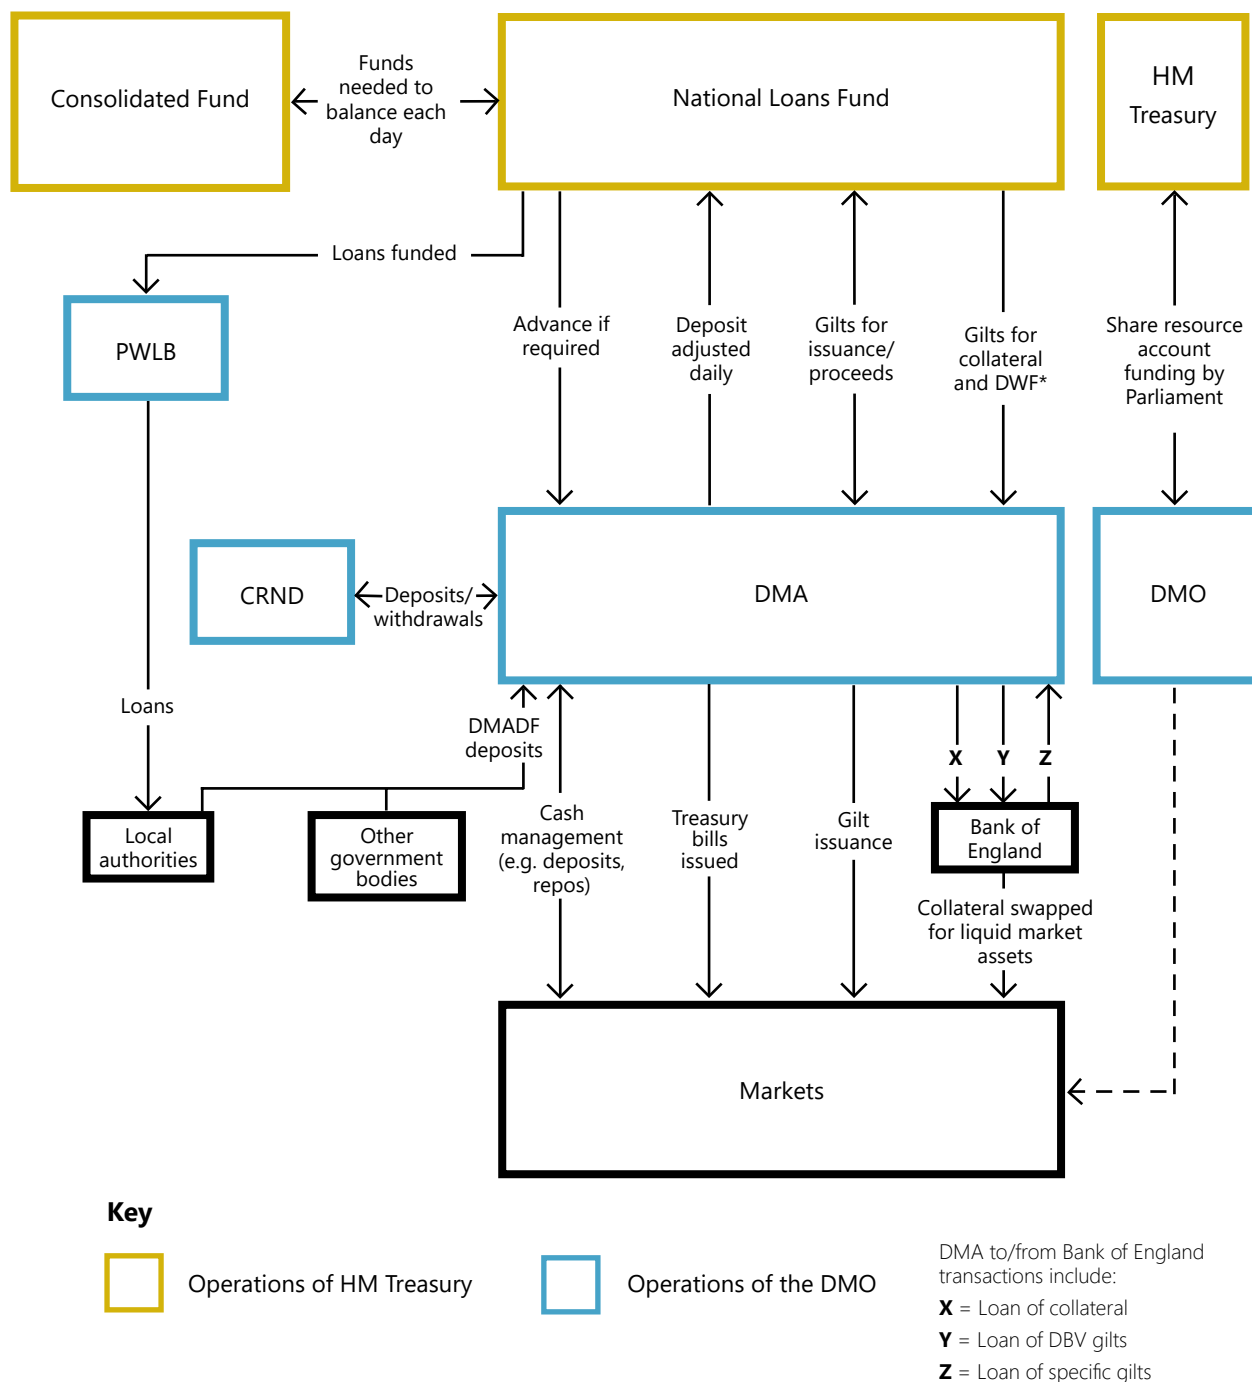 Consolidated Fund
Funds
needed to
balance each
day
National Loans Fund
HM
Treasury
Loans funded
PWLB
Advance if
required
Deposit
adjusted
daily
Gilts for
issuance/
proceeds
Gilts for
collateral
and DWF*
Share resource
account
funding by
Parliament
CRND
Deposits/
withdrawals
DMA
DMO
Loans
DMADF
deposits
X
Y
Z
Local
authorities
Other
government
bodies
Cash
management
(e.g. deposits,
repos)
Treasury
bills
issued
Gilt
issuance
Bank of
England
Collateral swapped
for liquid market
assets
Markets
Key
Operations of HM Treasury
Operations of the DMO
DMA to/from Bank of England
transactions include:
X = Loan of collateral
Y = Loan of DBV gilts
Z = Loan of specific gilts